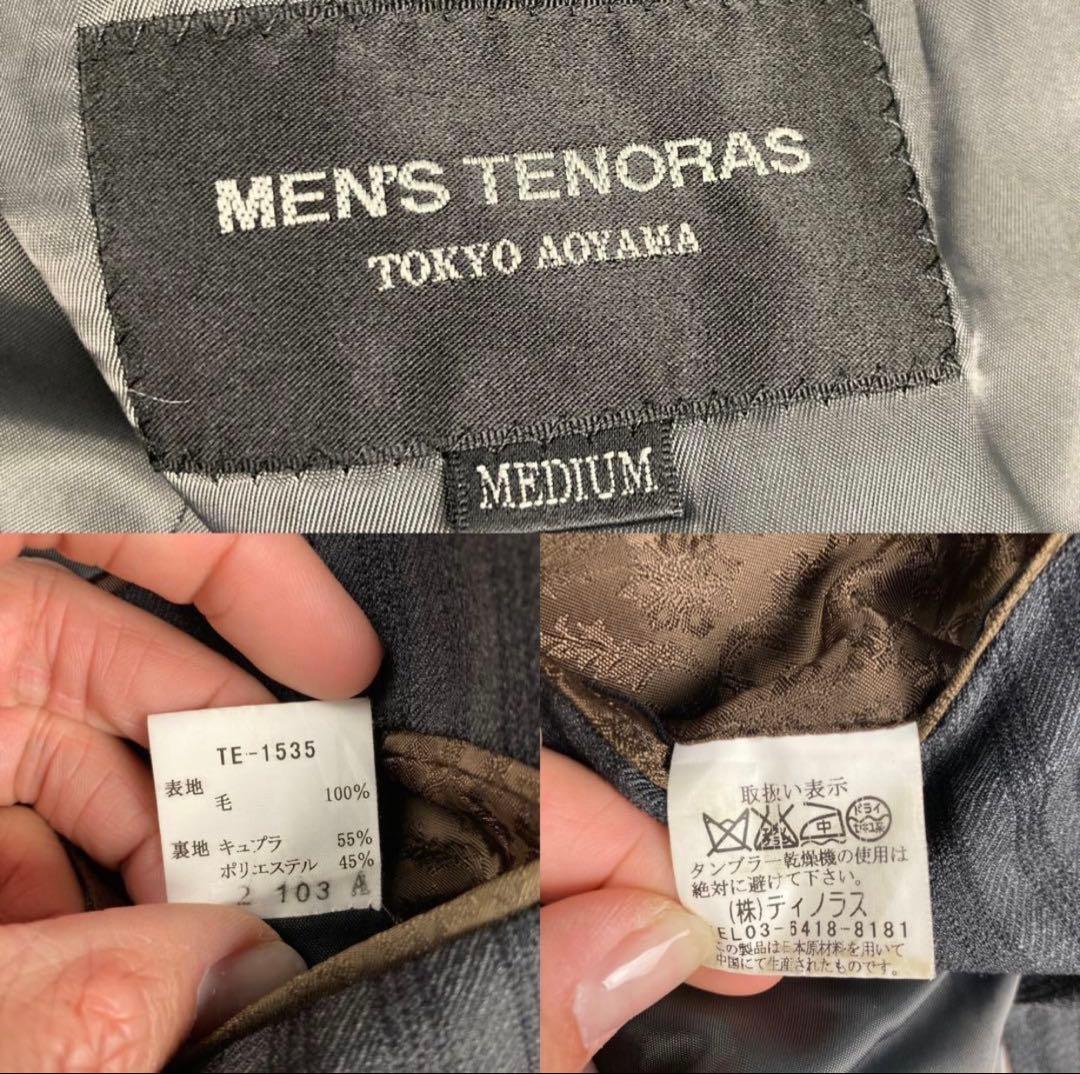 MEN'S TENORAS
TOKYO AOYAMA
MEDIUM
TE-1535
表地 毛 100%
裏地 キュプラ 55%
ポリエステル 45%
2 103 A
取扱い表示
ドライ
タンブラー乾燥機の使用は
絶対に避けて下さい。
(株)ティノラス
EL03-6418-8181
の製品は日本原材料を用いて
中国にて生産されたものです。